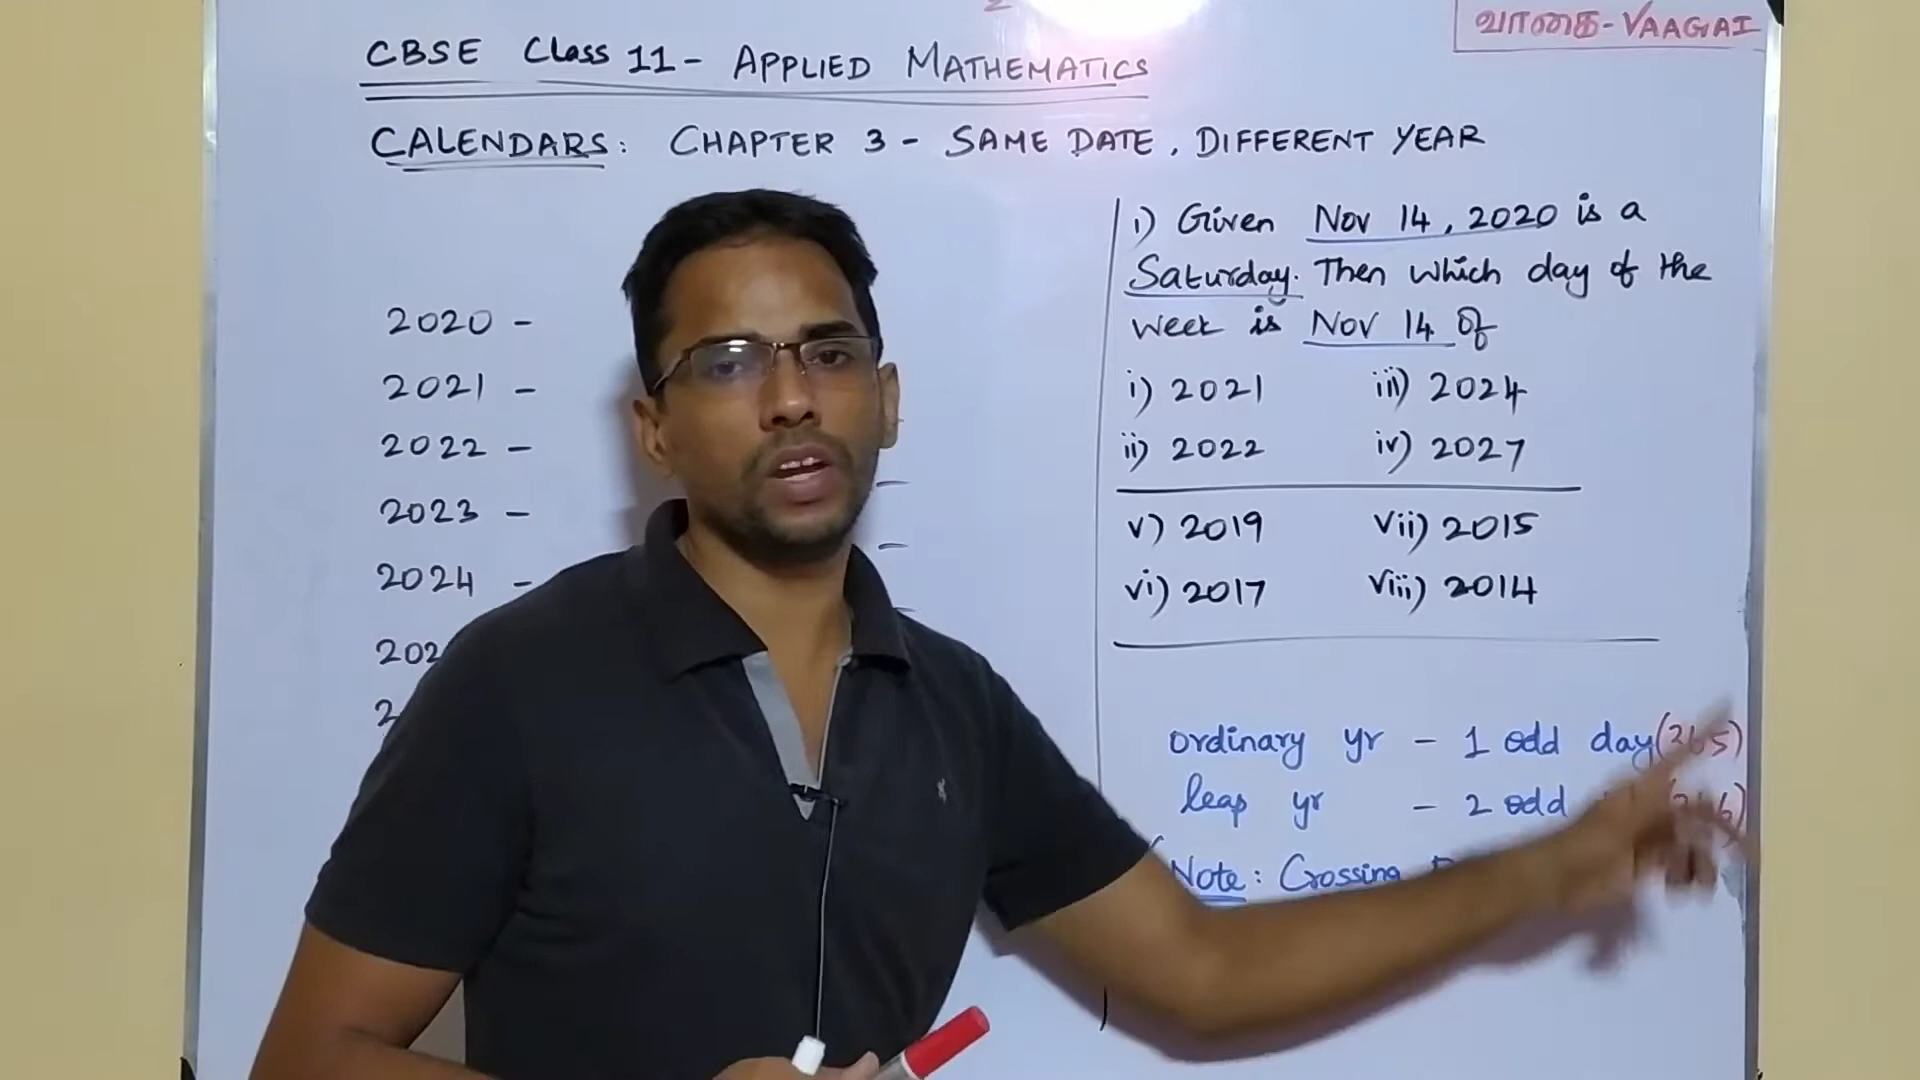 வாகை - VAAGAI
CBSE Class 11 - APPLIED MATHEMATICS
CALENDARS: CHAPTER 3 - SAME DATE, DIFFERENT YEAR
2020 -
2021 -
2022 -
2023 -
2024 -
1) Given Nov 14, 2020 is a
Saturday. Then which day of the
week is Nov 14 of
i) 2021 iii) 2024
ii) 2022 iv) 2027
v) 2019 vii) 2015
vi) 2017 viii) 2014
ordinary yr - 1 odd day (365)
leap yr - 2 odd
Note: Crossing